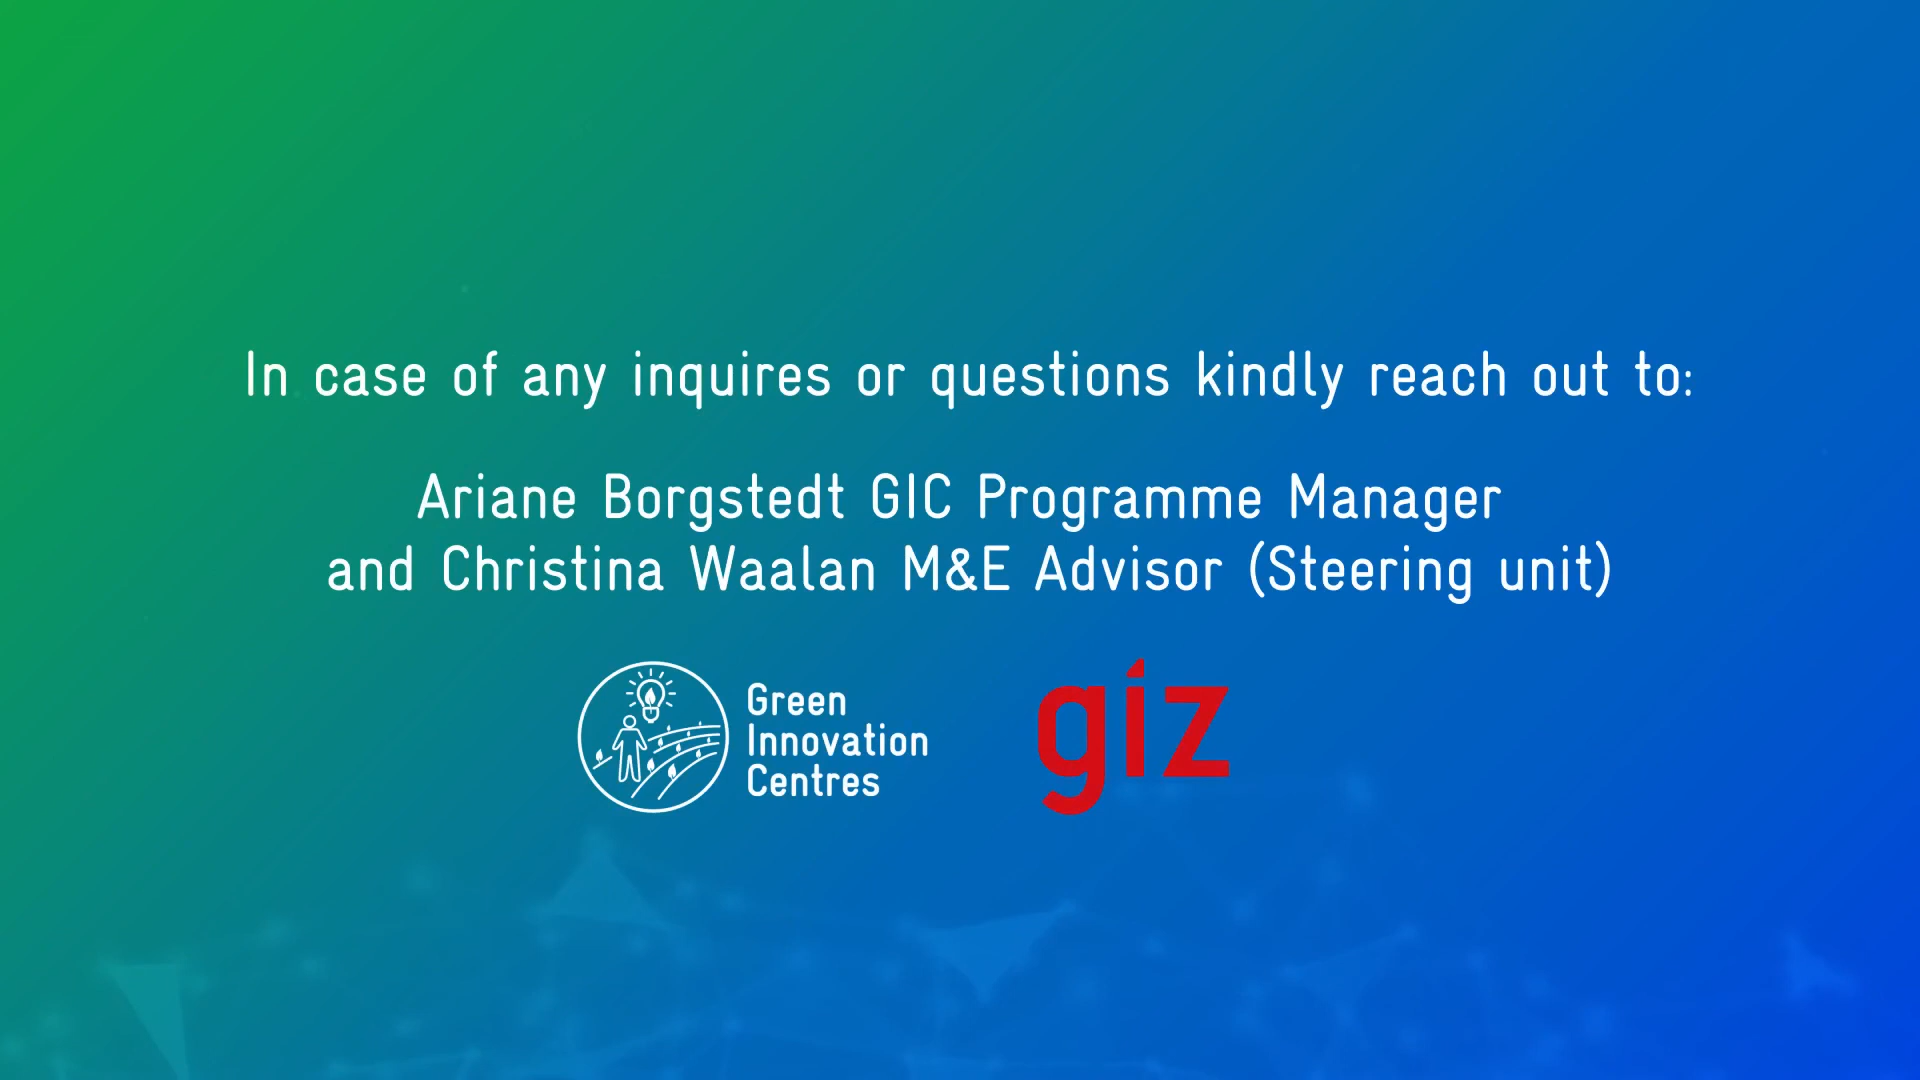 In case of any inquires or questions kindly reach out to:
Ariane Borgstedt GIC Programme Manager
and Christina Waalan M&E Advisor (Steering unit)
Green
Innovation
Centres
giz